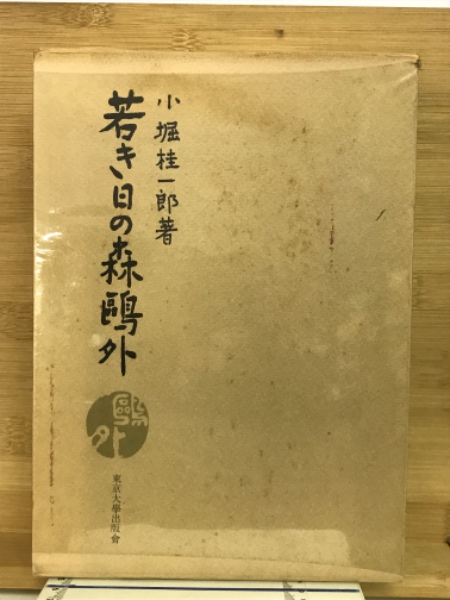 小堀桂一郎著
若き日の森鷗外
鷗外
東京大學出版會